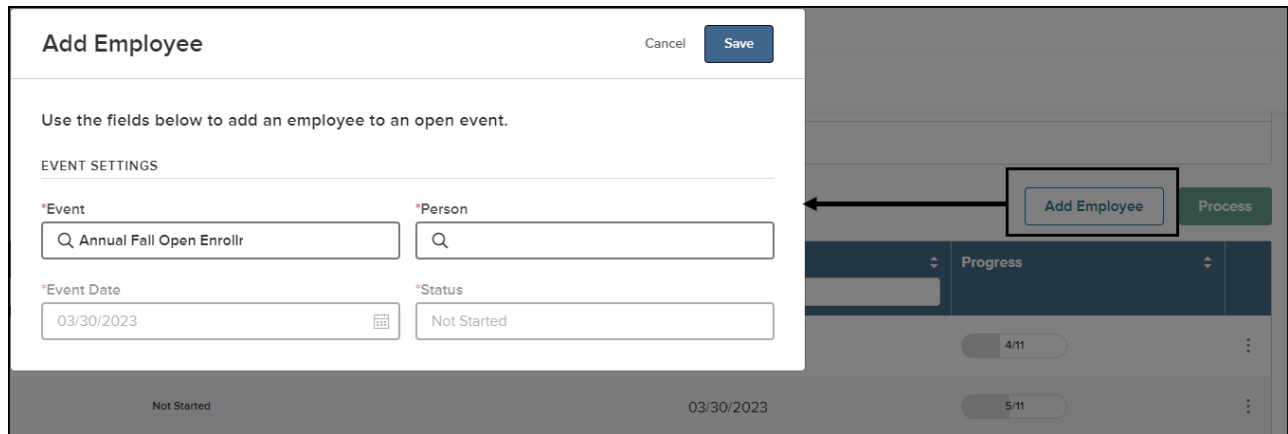 Add Employee
Cancel
Save
Use the fields below to add an employee to an open event.
EVENT SETTINGS
*Event
*Person
Annual Fall Open Enrollr
*Event Date
*Status
03/30/2023
Not Started
Add Employee
Process
Progress
4/11
Not Started
03/30/2023
5/11